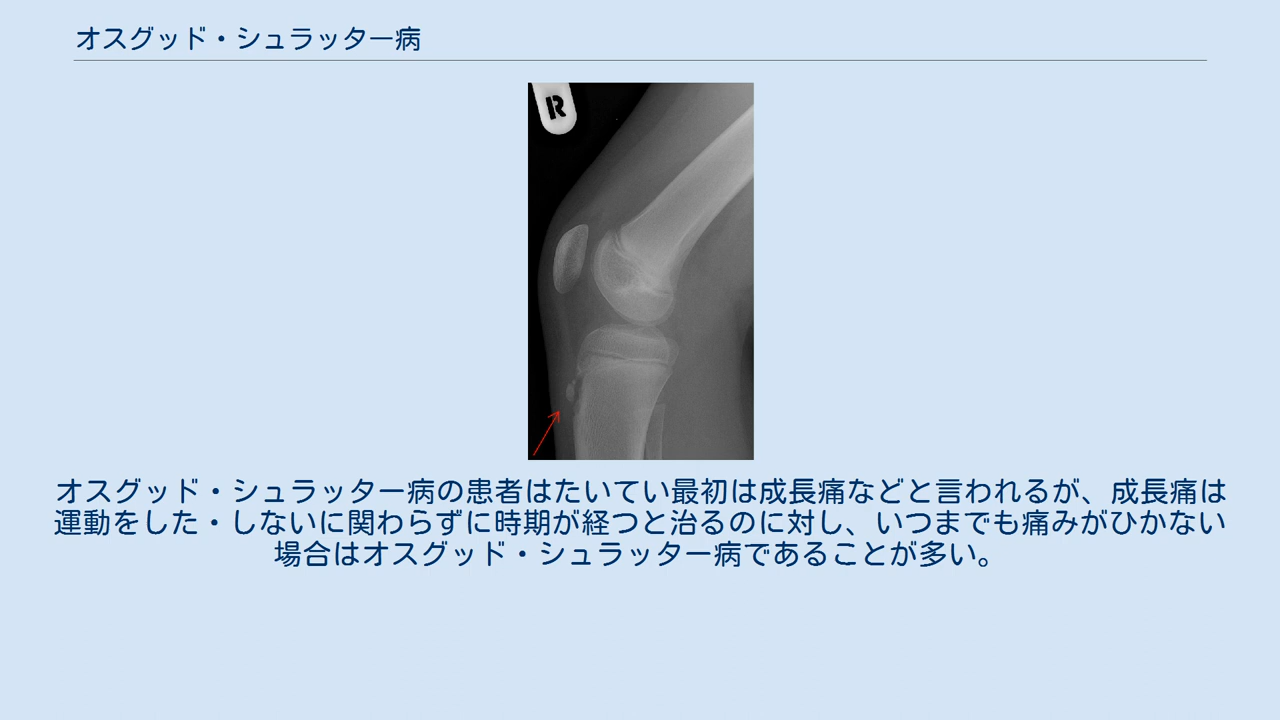 オスグッド・シュラッター病
R
オスグッド・シュラッター病の患者はたいてい最初は成長痛などと言われるが、成長痛は
運動をした・しないに関わらずに時期が経つと治るのに対し、いつまでも痛みがひかない
場合はオスグッド・シュラッター病であることが多い。